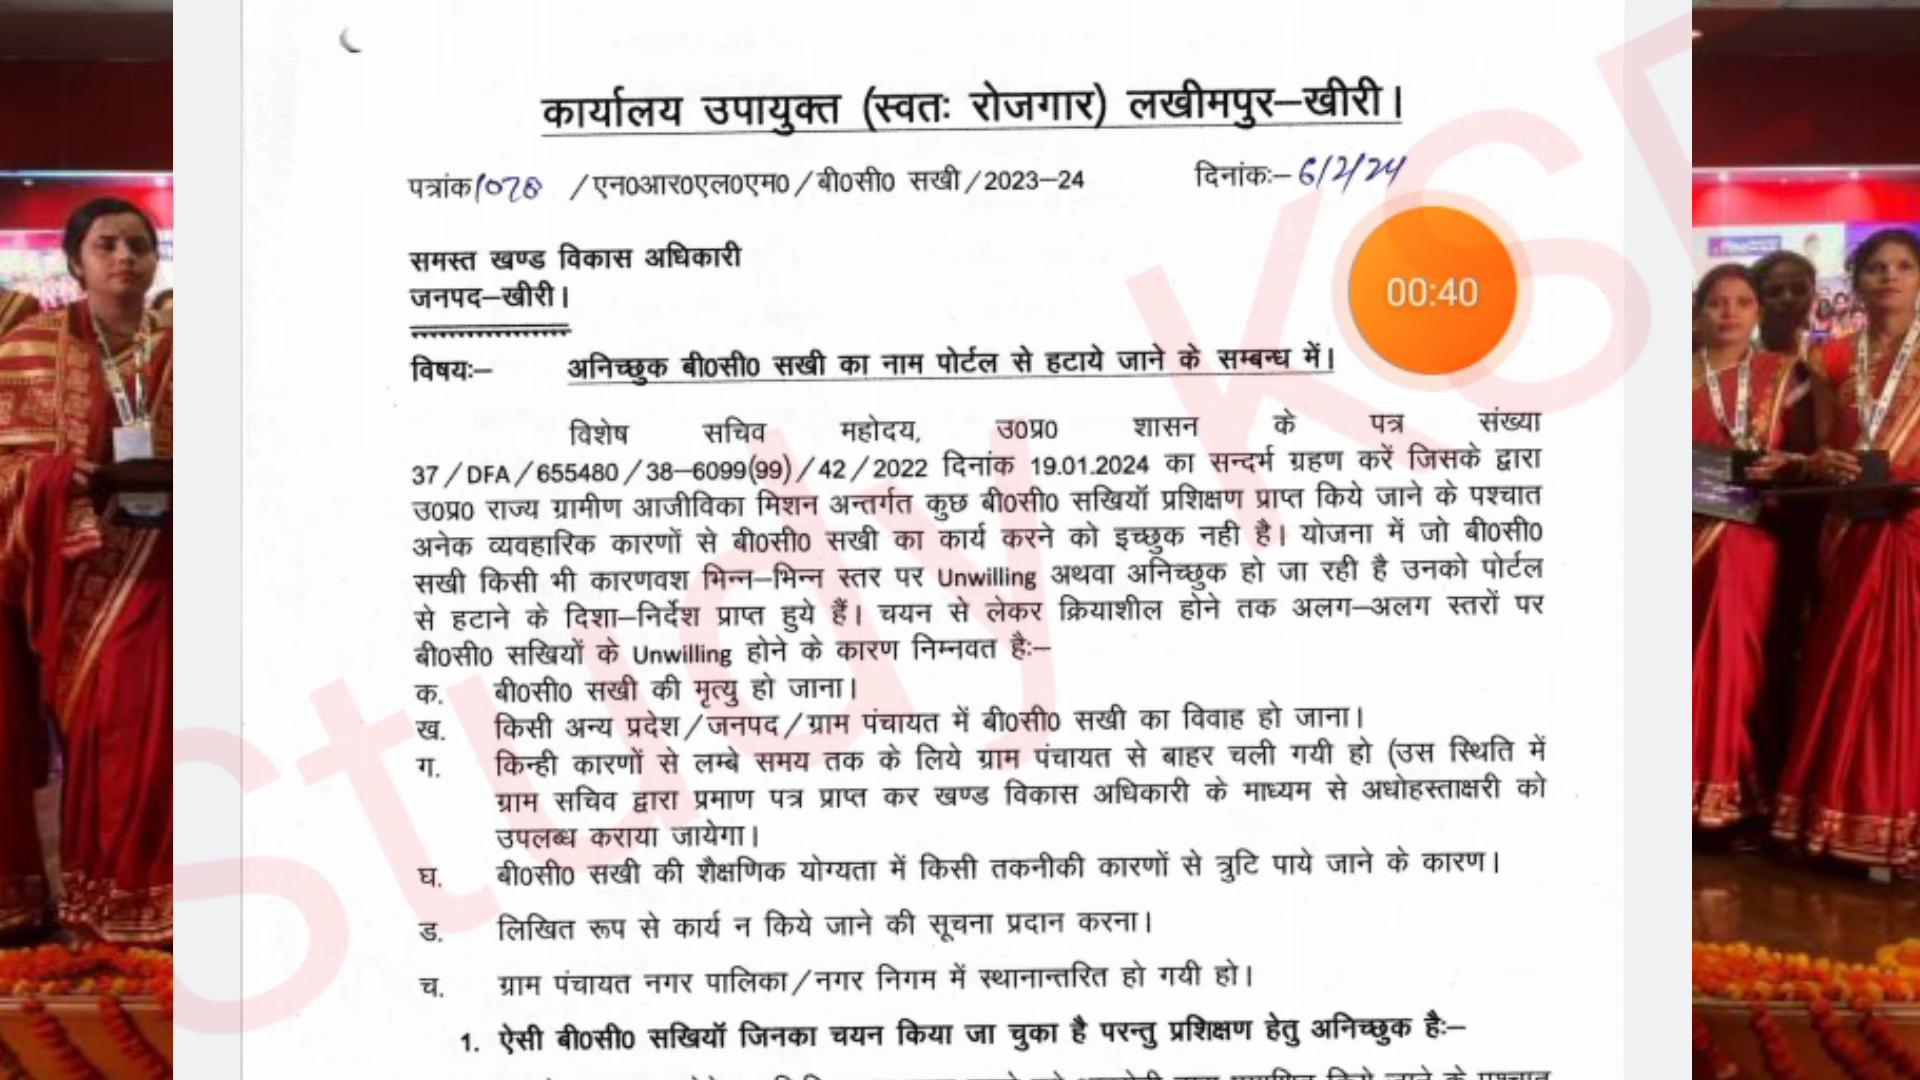 कार्यालय उपायुक्त (स्वतः रोजगार) लखीमपुर–खीरी।
पत्रांक/1078 /एन0आर0एल0एम0/बी0सी0 सखी/2023–24 दिनांकः– 6/2/24
समस्त खण्ड विकास अधिकारी
जनपद–खीरी।
00:40
विषयः– अनिच्छुक बी0सी0 सखी का नाम पोर्टल से हटाये जाने के सम्बन्ध में।
विशेष सचिव महोदय, उ0प्र0 शासन के पत्र संख्या
37/DFA/655480/38–6099(99)/42/2022 दिनांक 19.01.2024 का सन्दर्भ ग्रहण करें जिसके द्वारा
उ0प्र0 राज्य ग्रामीण आजीविका मिशन अन्तर्गत कुछ बी0सी0 सखियॉ प्रशिक्षण प्राप्त किये जाने के पश्चात
अनेक व्यवहारिक कारणों से बी0सी0 सखी का कार्य करने को इच्छुक नही है। योजना में जो बी0सी0
सखी किसी भी कारणवश भिन्न–भिन्न स्तर पर Unwilling अथवा अनिच्छुक हो जा रही है उनको पोर्टल
से हटाने के दिशा–निर्देश प्राप्त हुये हैं। चयन से लेकर क्रियाशील होने तक अलग–अलग स्तरों पर
बी0सी0 सखियों के Unwilling होने के कारण निम्नवत हैः–
क. बी0सी0 सखी की मृत्यु हो जाना।
ख. किसी अन्य प्रदेश/जनपद/ग्राम पंचायत में बी0सी0 सखी का विवाह हो जाना।
ग. किन्ही कारणों से लम्बे समय तक के लिये ग्राम पंचायत से बाहर चली गयी हो (उस स्थिति में
ग्राम सचिव द्वारा प्रमाण पत्र प्राप्त कर खण्ड विकास अधिकारी के माध्यम से अधोहस्ताक्षरी को
उपलब्ध कराया जायेगा।
घ. बी0सी0 सखी की शैक्षणिक योग्यता में किसी तकनीकी कारणों से त्रुटि पाये जाने के कारण।
ड. लिखित रूप से कार्य न किये जाने की सूचना प्रदान करना।
च. ग्राम पंचायत नगर पालिका/नगर निगम में स्थानान्तरित हो गयी हो।
1. ऐसी बी0सी0 सखियॉ जिनका चयन किया जा चुका है परन्तु प्रशिक्षण हेतु अनिच्छुक हैः–
Study KSE